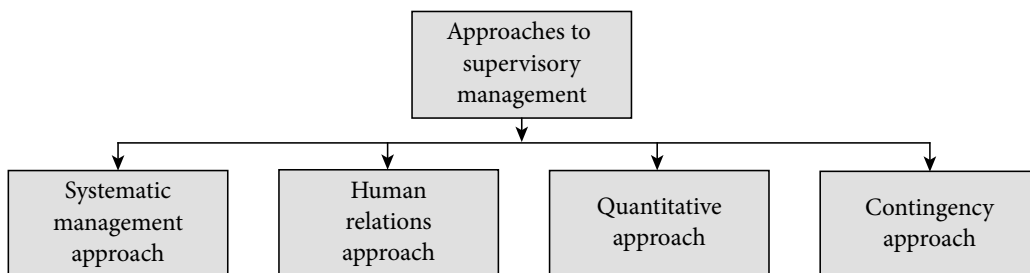 Approaches to
supervisory
management
Systematic
management
approach
Human
relations
approach
Quantitative
approach
Contingency
approach